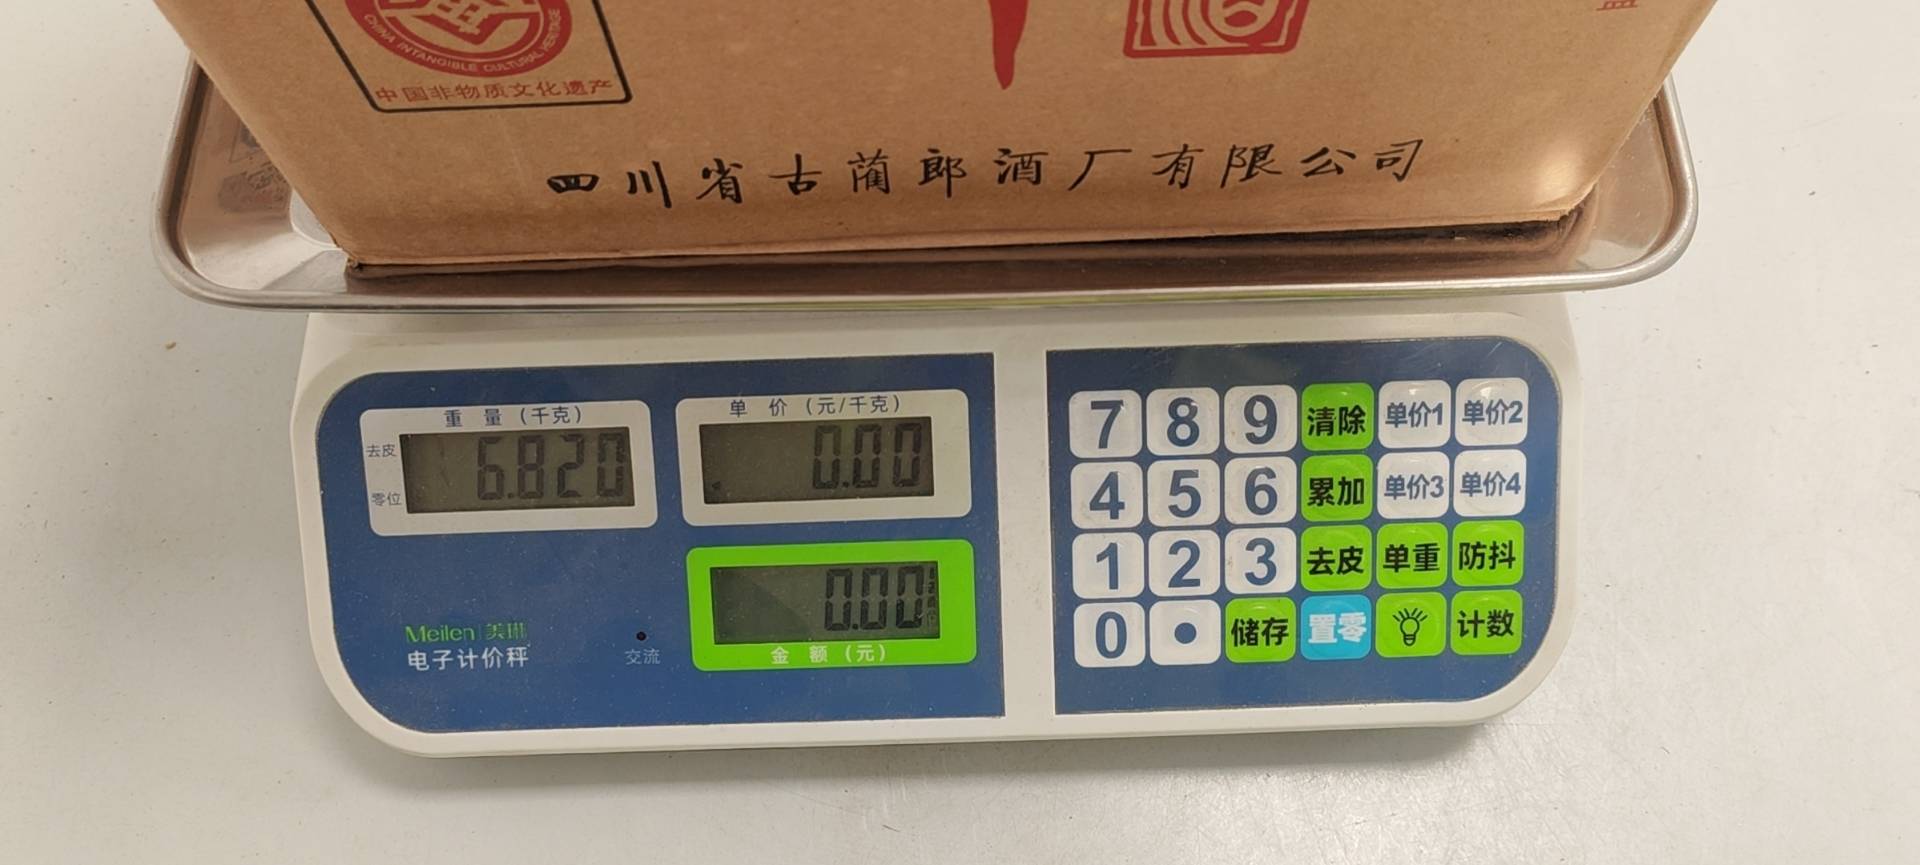 CHINA INTANGIBLE CULTURAL HERITAGE
中国非物质文化遗产
四川省古蔺郎酒厂有限公司
重 量 (千克)
去皮
零位
6.820
单 价 (元/千克)
0.00
0.00
金 额 (元)
Meilen 美琳
电子计价秤
交流
7 8 9 清除 单价1 单价2
4 5 6 累加 单价3 单价4
1 2 3 去皮 单重 防抖
0 • 储存 置零 计数